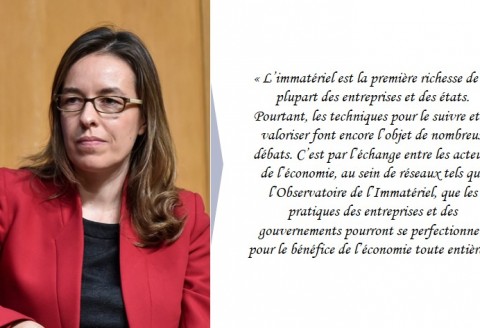 « L'immatériel est la première richesse de
plupart des entreprises et des états.
Pourtant, les techniques pour le suivre et
valoriser font encore l'objet de nombreu
débats. C'est par l'échange entre les acteu
de l'économie, au sein de réseaux tels qu
l'Observatoire de l'Immatériel, que les
pratiques des entreprises et des
gouvernements pourront se perfectionne
pour le bénéfice de l'économie toute entièr